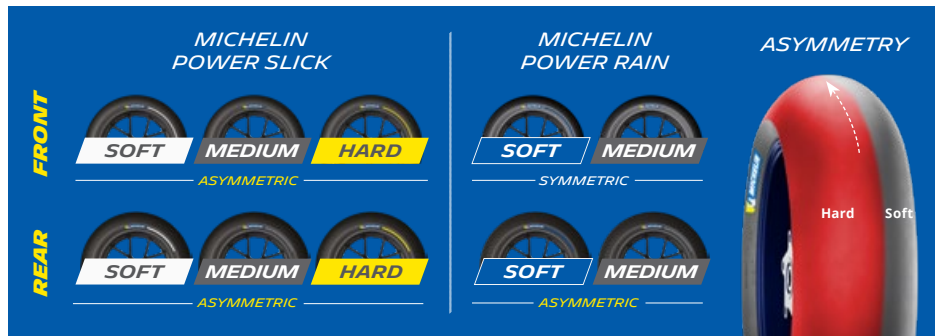 MICHELIN
POWER SLICK
MICHELIN
POWER RAIN
ASYMMETRY
FRONT
SOFT
MEDIUM
HARD
SOFT
MEDIUM
ASYMMETRIC
SYMMETRIC
MICHELIN
Hard
Soft
REAR
SOFT
MEDIUM
HARD
SOFT
MEDIUM
ASYMMETRIC
ASYMMETRIC